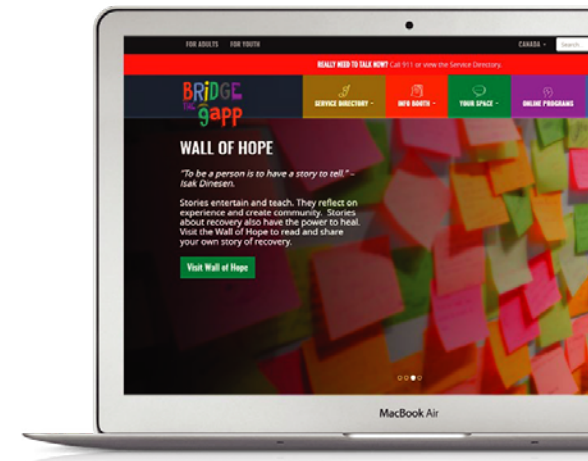 FOR ADULTS FOR YOUTH CANADA Search
REALLY NEED TO TALK NOW? Call 911 or view the Service Directory.
BRiDGE
THE
gapp
SERVICE DIRECTORY INFO BOOTH YOUR SPACE ONLINE PROGRAMS
WALL OF HOPE
"To be a person is to have a story to tell." –
Isak Dinesen.
Stories entertain and teach. They reflect on
experience and create community. Stories
about recovery also have the power to heal.
Visit the Wall of Hope to read and share
your own story of recovery.
Visit Wall of Hope
MacBook Air